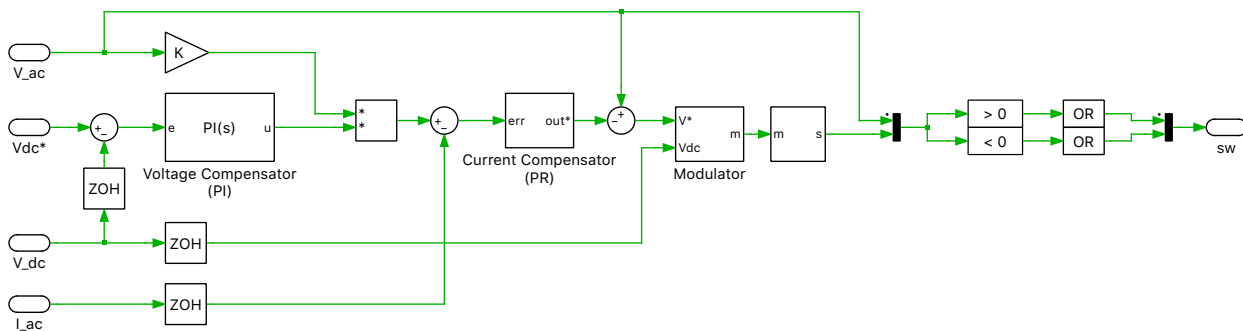 V_ac
K
Vdc*
+
−
e
PI(s)
u
Voltage Compensator
(PI)
*
*
+
−
err
out*
Current Compensator
(PR)
−
+
V*
Vdc
m
Modulator
m
s
> 0
< 0
OR
OR
sw
ZOH
V_dc
ZOH
I_ac
ZOH